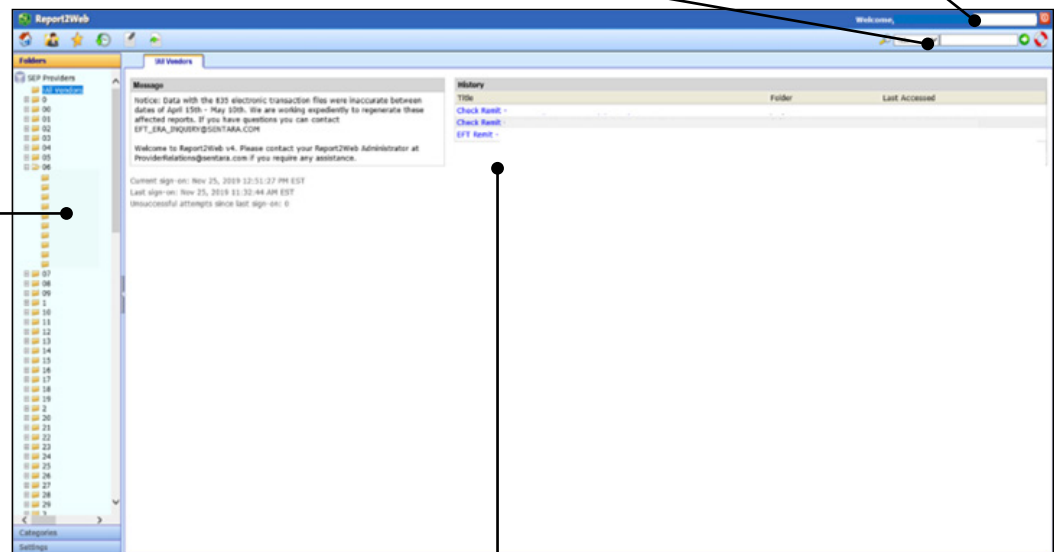 Report2Web
Welcome,
Folders
!All Vendors
SEP Providers
!All Vendors
0
00
01
02
03
04
05
06
07
08
09
1
10
11
12
13
14
15
16
17
18
19
2
20
21
22
23
24
25
26
27
28
29
Categories
Settings
Message
Notice: Data with the 835 electronic transaction files were inaccurate between
dates of April 15th - May 10th. We are working expediently to regenerate these
affected reports. If you have questions you can contact
EFT_ERA_INQUIRY@SENTARA.COM
Welcome to Report2Web v4. Please contact your Report2Web Administrator at
ProviderRelations@sentara.com if you require any assistance.
Current sign-on: Nov 25, 2019 12:51:27 PM EST
Last sign-on: Nov 25, 2019 11:32:44 AM EST
Unsuccessful attempts since last sign-on: 0
History
Title Folder Last Accessed
Check Remit -
Check Remit -
EFT Remit -